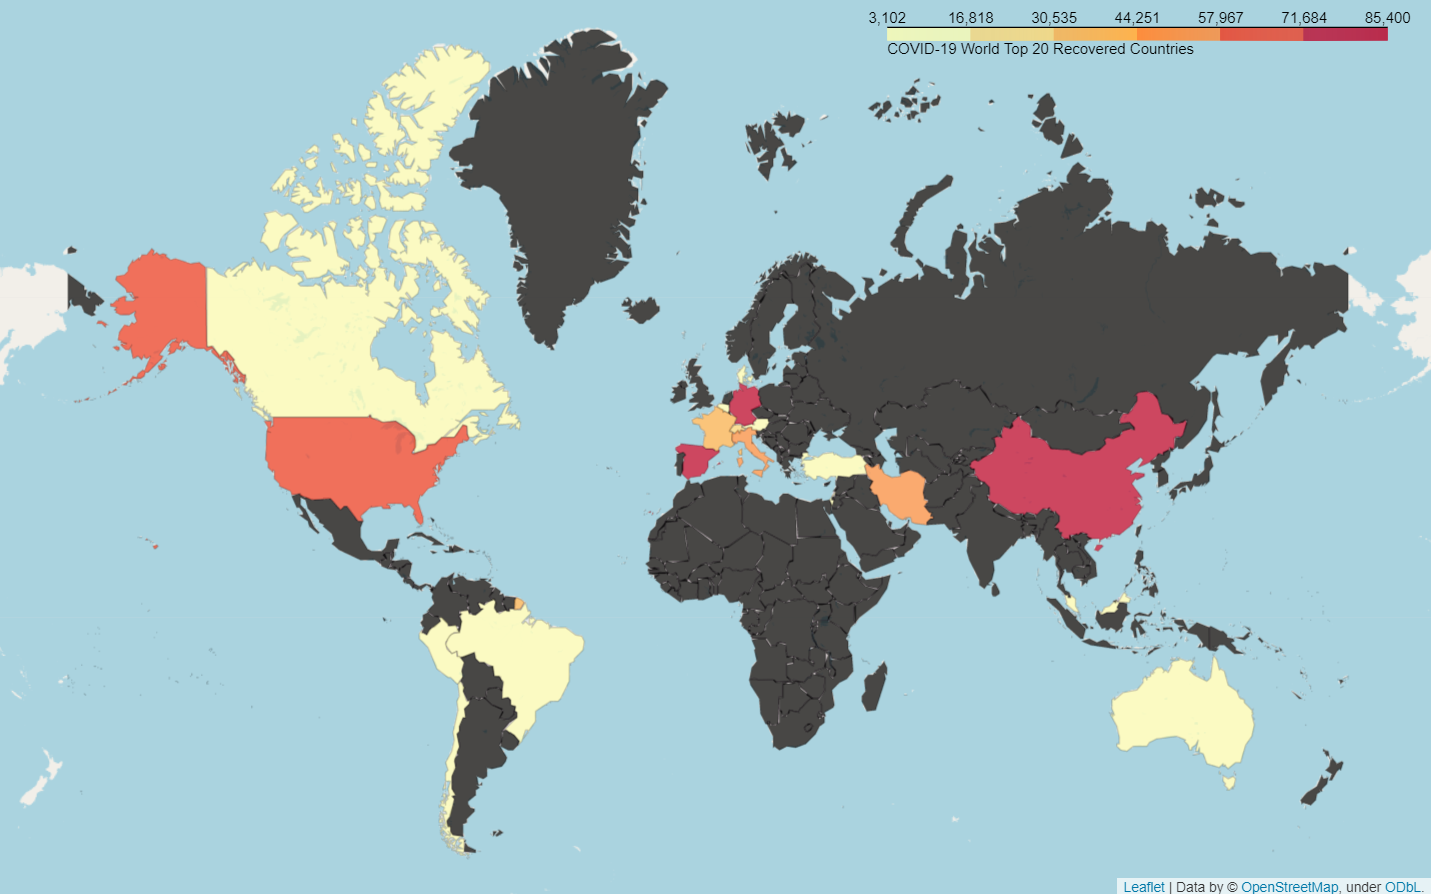 3,102 16,818 30,535 44,251 57,967 71,684 85,400
COVID-19 World Top 20 Recovered Countries
Leaflet | Data by © OpenStreetMap, under ODbL.